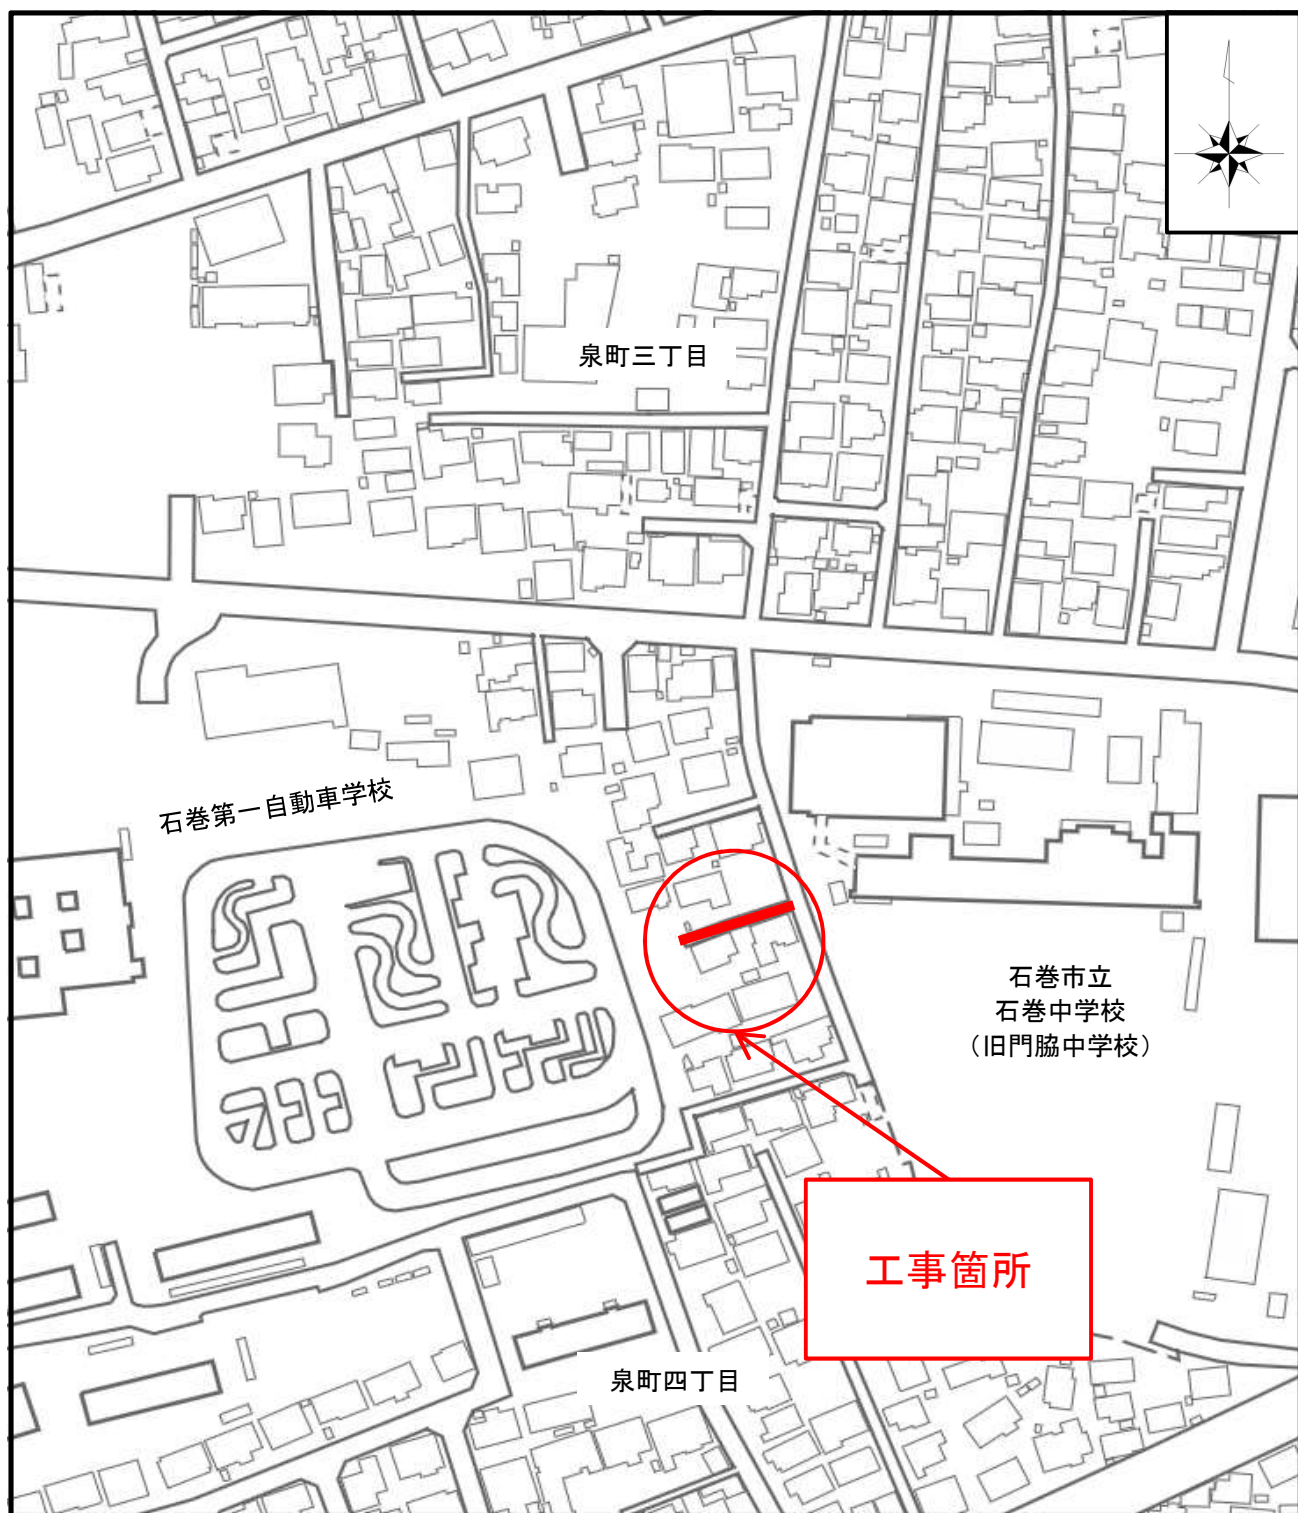 泉町三丁目
石巻第一自動車学校
石巻市立
石巻中学校
（旧門脇中学校）
工事箇所
泉町四丁目